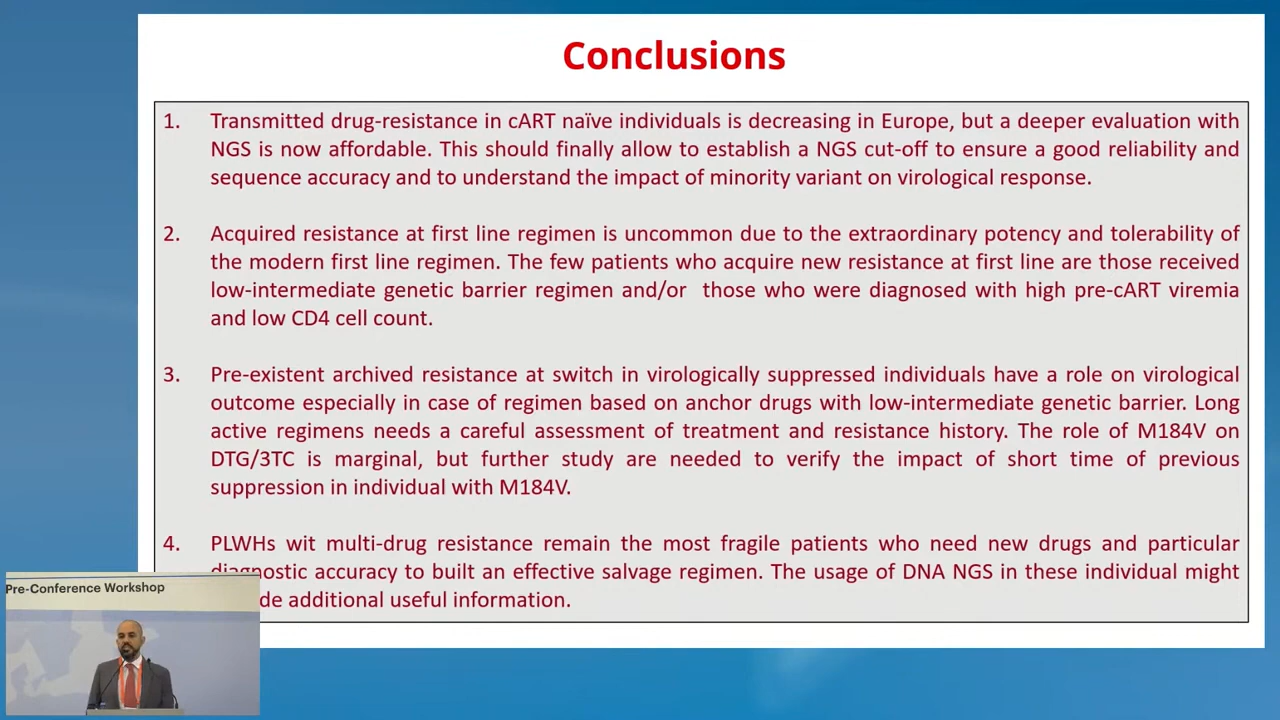 Conclusions
1. Transmitted drug-resistance in cART naïve individuals is decreasing in Europe, but a deeper evaluation with
NGS is now affordable. This should finally allow to establish a NGS cut-off to ensure a good reliability and
sequence accuracy and to understand the impact of minority variant on virological response.
2. Acquired resistance at first line regimen is uncommon due to the extraordinary potency and tolerability of
the modern first line regimen. The few patients who acquire new resistance at first line are those received
low-intermediate genetic barrier regimen and/or those who were diagnosed with high pre-cART viremia
and low CD4 cell count.
3. Pre-existent archived resistance at switch in virologically suppressed individuals have a role on virological
outcome especially in case of regimen based on anchor drugs with low-intermediate genetic barrier. Long
active regimens needs a careful assessment of treatment and resistance history. The role of M184V on
DTG/3TC is marginal, but further study are needed to verify the impact of short time of previous
suppression in individual with M184V.
4. PLWHs wit multi-drug resistance remain the most fragile patients who need new drugs and particular
diagnostic accuracy to built an effective salvage regimen. The usage of DNA NGS in these individual might
de additional useful information.
Pre-Conference Workshop